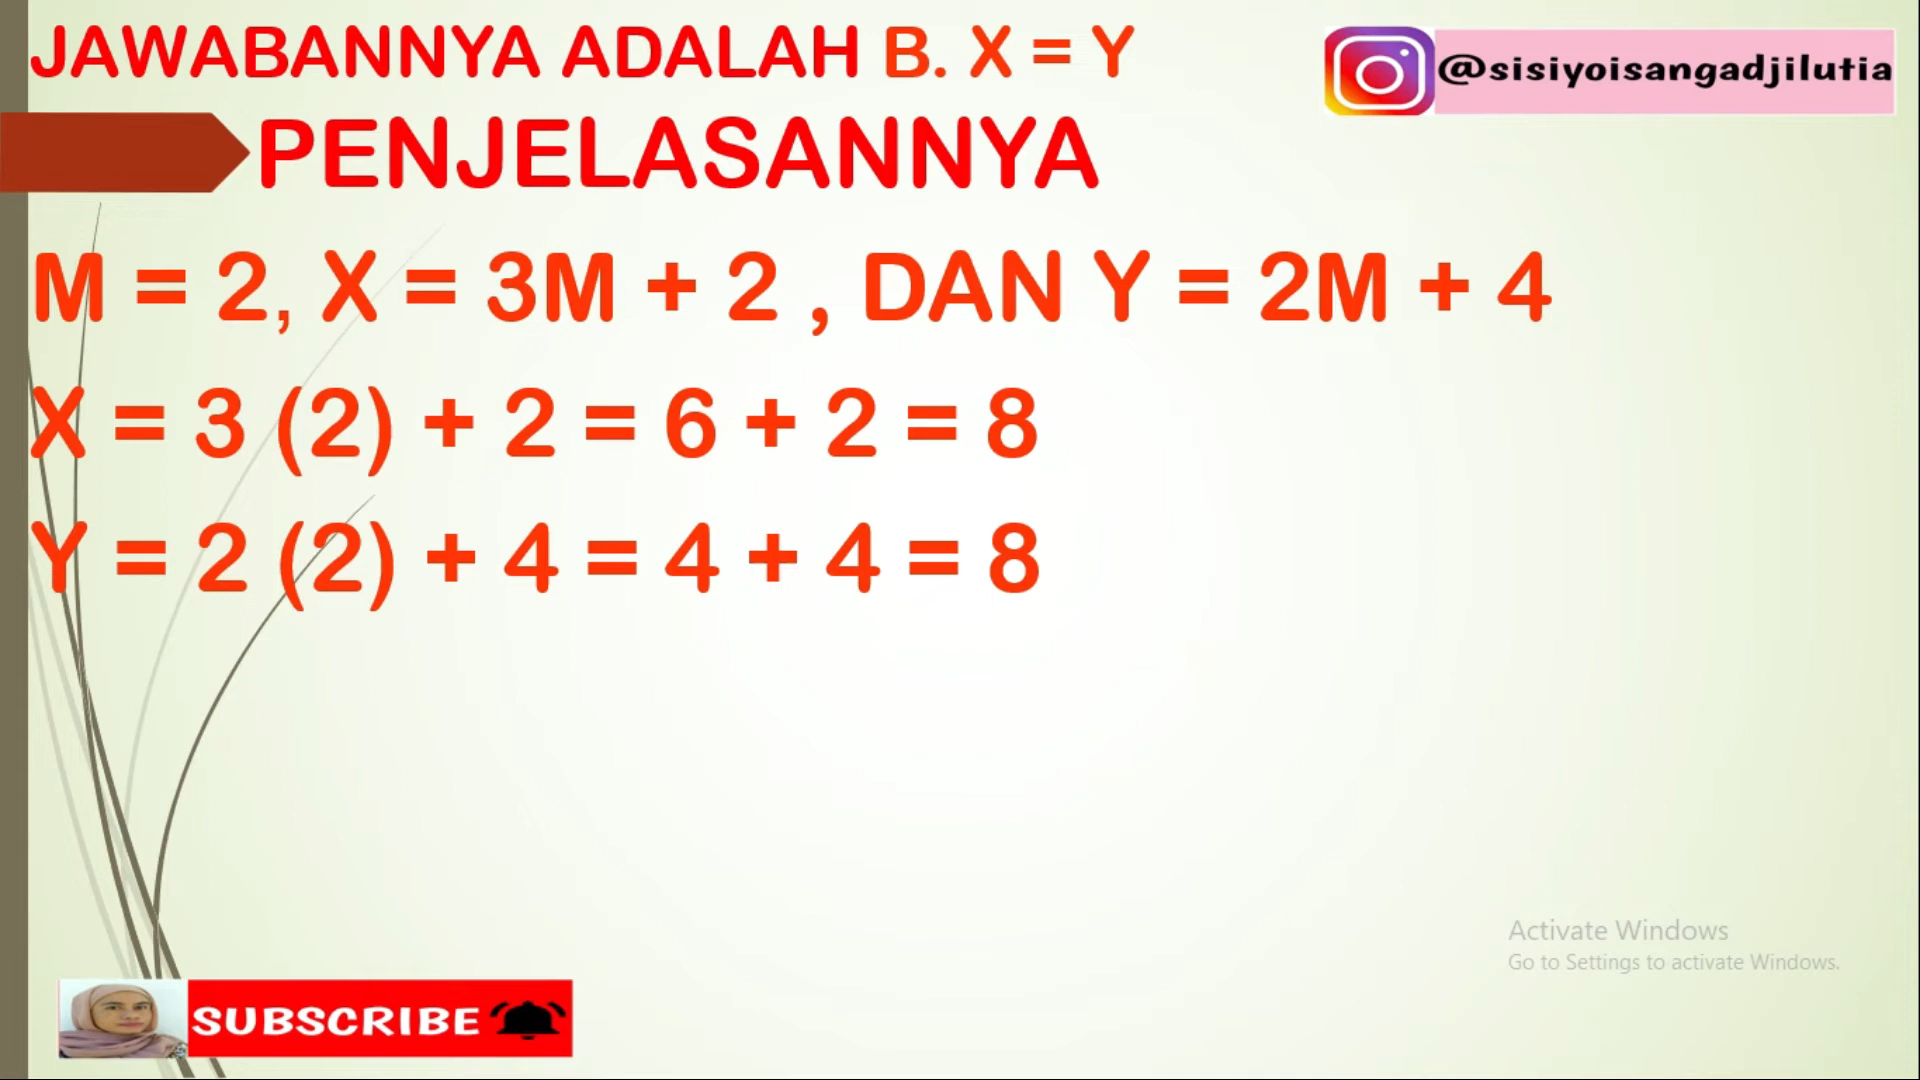 JAWABANNYA ADALAH B. X = Y
@sisiyoisangadjilutia
PENJELASANNYA
M = 2, X = 3M + 2 , DAN Y = 2M + 4
X = 3 (2) + 2 = 6 + 2 = 8
Y = 2 (2) + 4 = 4 + 4 = 8
Activate Windows
Go to Settings to activate Windows.
SUBSCRIBE